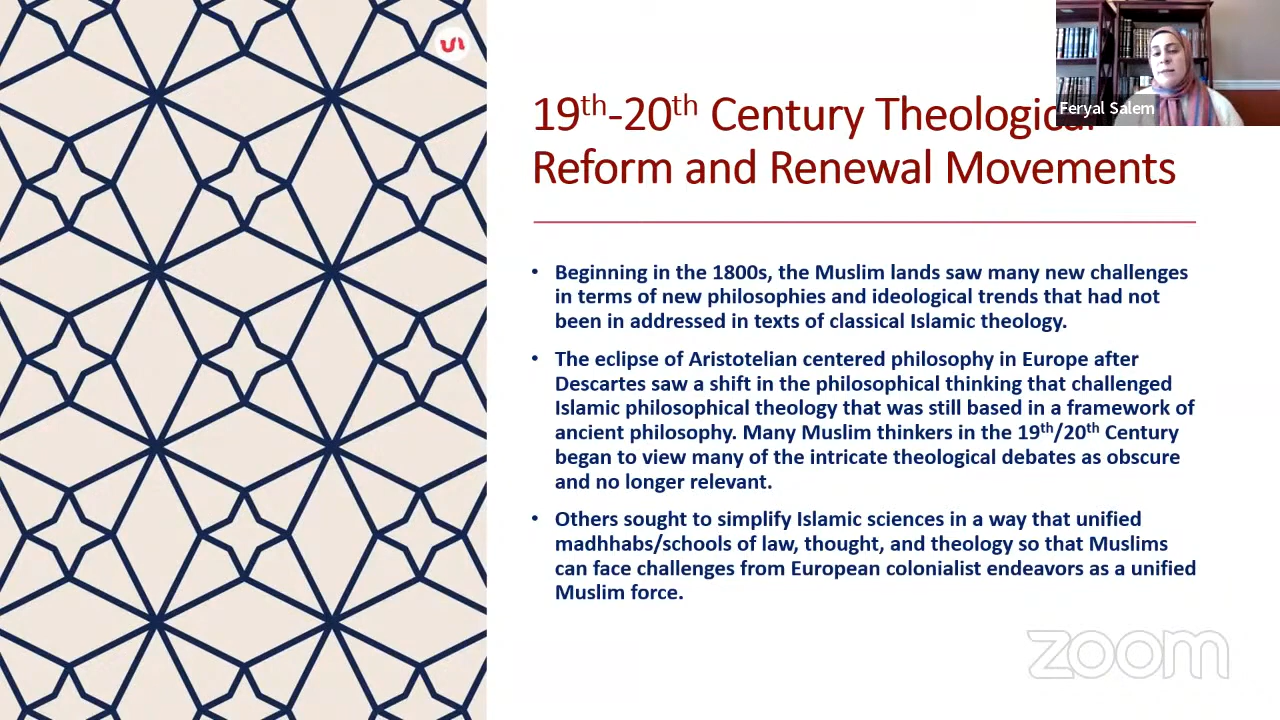 Feryal Salem
19th-20th Century Theological
Reform and Renewal Movements
• Beginning in the 1800s, the Muslim lands saw many new challenges
in terms of new philosophies and ideological trends that had not
been in addressed in texts of classical Islamic theology.
• The eclipse of Aristotelian centered philosophy in Europe after
Descartes saw a shift in the philosophical thinking that challenged
Islamic philosophical theology that was still based in a framework of
ancient philosophy. Many Muslim thinkers in the 19th/20th Century
began to view many of the intricate theological debates as obscure
and no longer relevant.
• Others sought to simplify Islamic sciences in a way that unified
madhhabs/schools of law, thought, and theology so that Muslims
can face challenges from European colonialist endeavors as a unified
Muslim force.
zoom